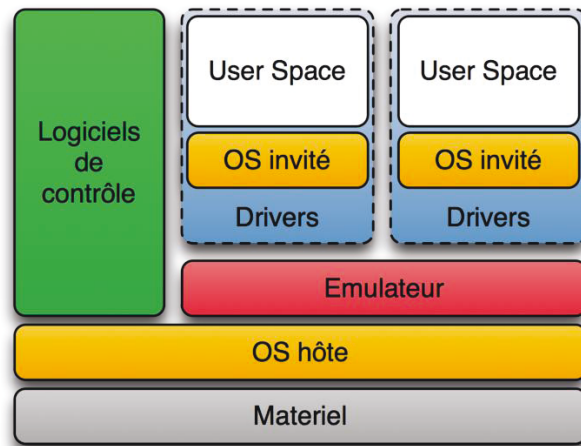 Logiciels
de
contrôle
User Space
OS invité
Drivers
User Space
OS invité
Drivers
Emulateur
OS hôte
Materiel